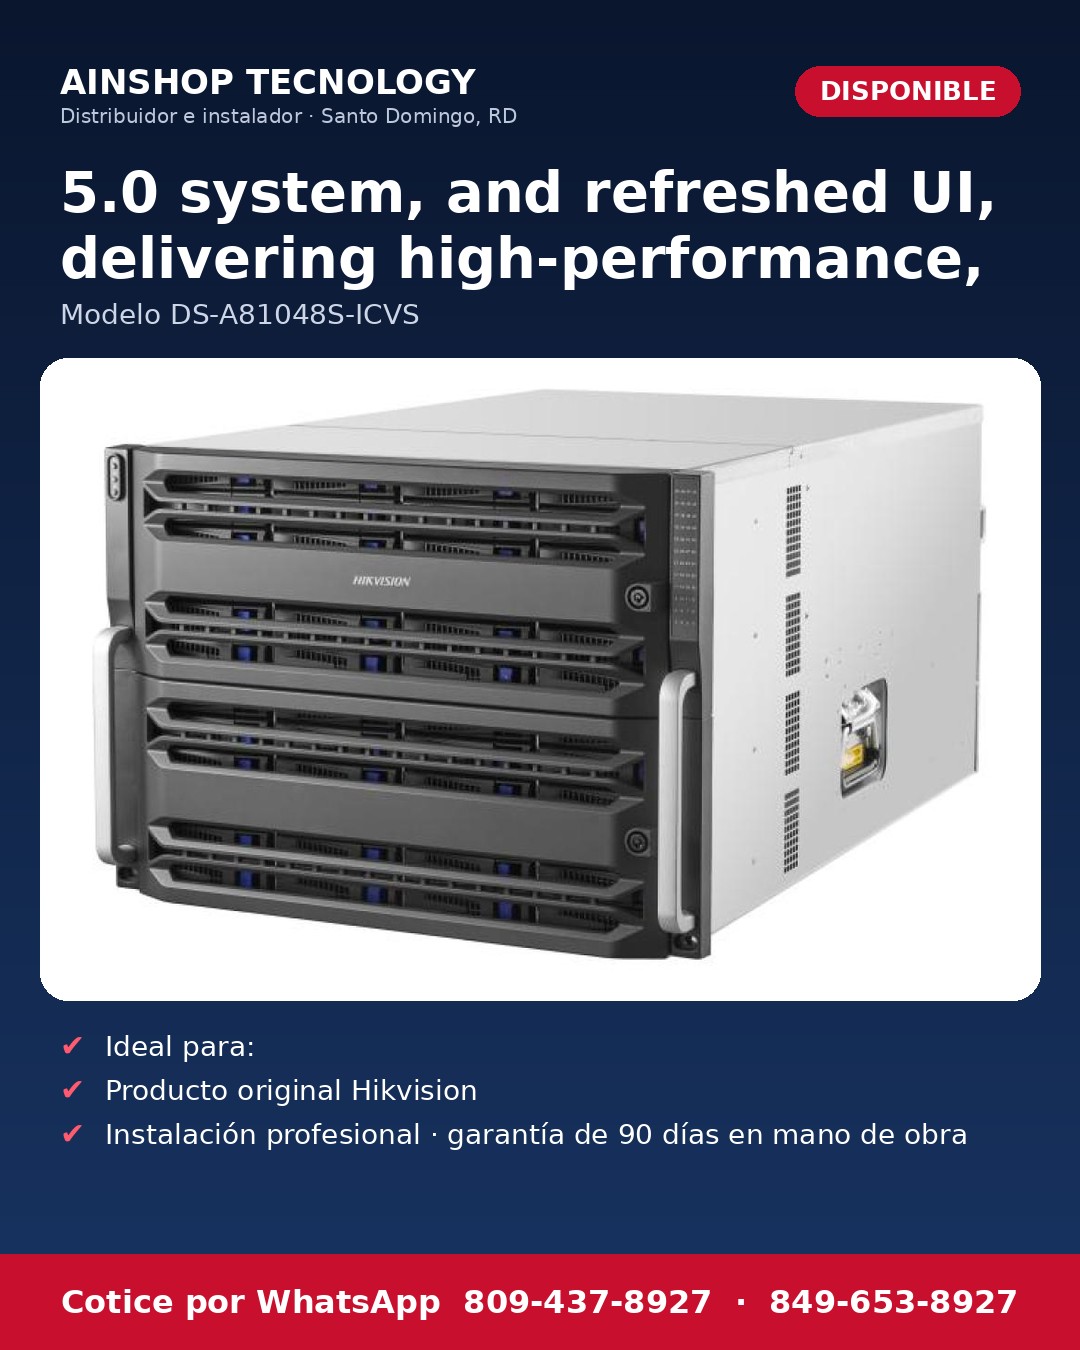 AINSHOP TECNOLOGY
Distribuidor e instalador · Santo Domingo, RD
DISPONIBLE
5.0 system, and refreshed UI,
delivering high-performance,
Modelo DS-A81048S-ICVS
HIKVISION
✔ Ideal para:
✔ Producto original Hikvision
✔ Instalación profesional · garantía de 90 días en mano de obra
Cotice por WhatsApp 809-437-8927 · 849-653-8927